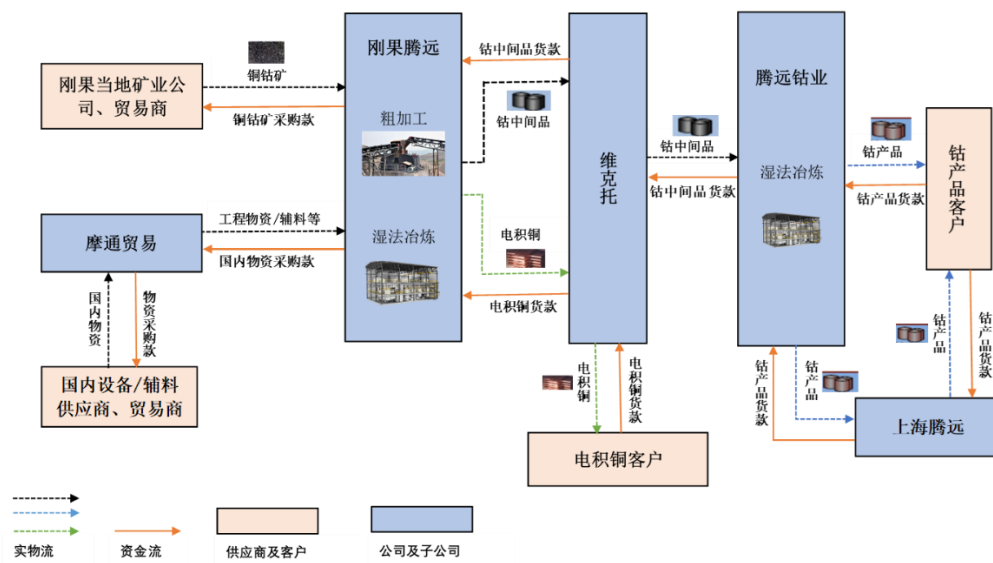 刚果当地矿业公
司、贸易商
铜钴矿
铜钴矿采购款
刚果腾远
粗加工
湿法冶炼
钴中间品货款
钴中间品
电积铜
电积铜货款
摩通贸易
工程物资/辅料等
国内物资采购款
国内物资
物资采购款
国内设备/辅料
供应商、贸易商
维克托
钴中间品
钴中间品货款
电积铜
电积铜货款
电积铜客户
腾远钴业
湿法冶炼
钴产品
钴产品货款
钴产品客户
钴产品
钴产品货款
钴产品货款
钴产品
上海腾远
实物流
资金流
供应商及客户
公司及子公司